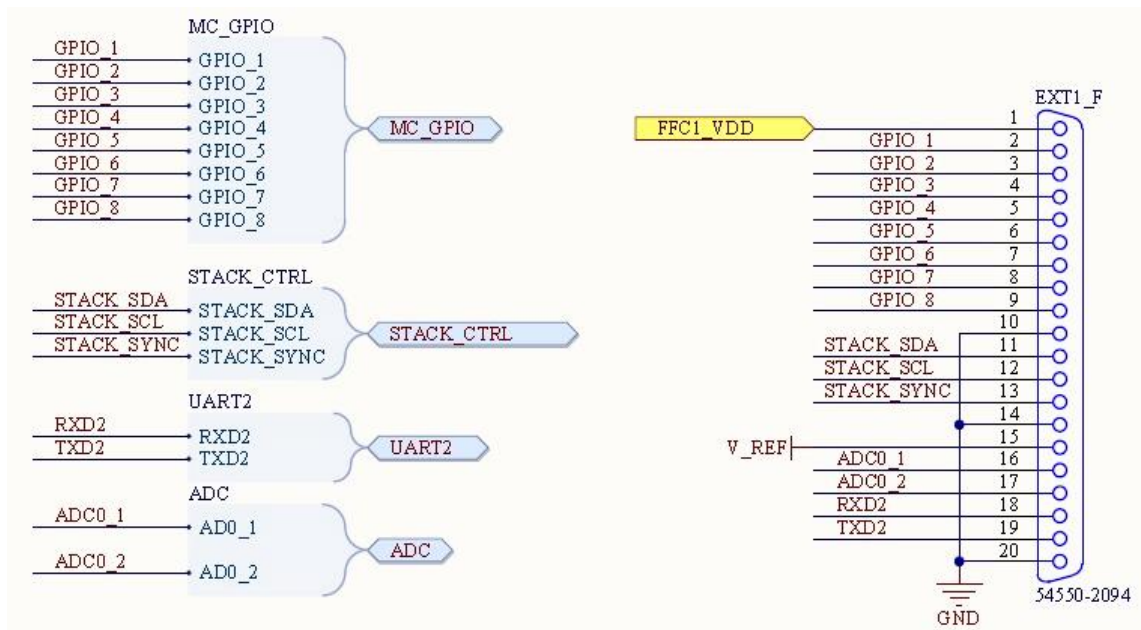 MC_GPIO
GPIO_1
GPIO_2
GPIO_3
GPIO_4
GPIO_5
GPIO_6
GPIO_7
GPIO_8
GPIO_1
GPIO_2
GPIO_3
GPIO_4
GPIO_5
GPIO_6
GPIO_7
GPIO_8
MC_GPIO
STACK_CTRL
STACK_SDA
STACK_SCL
STACK_SYNC
STACK_SDA
STACK_SCL
STACK_SYNC
STACK_CTRL
UART2
RXD2
TXD2
RXD2
TXD2
UART2
ADC
ADC0_1
ADC0_2
AD0_1
AD0_2
ADC
EXT1_F
FFC1_VDD 1
GPIO_1 2
GPIO_2 3
GPIO_3 4
GPIO_4 5
GPIO_5 6
GPIO_6 7
GPIO_7 8
GPIO_8 9
10
STACK_SDA 11
STACK_SCL 12
STACK_SYNC 13
14
V_REF 15
ADC0_1 16
ADC0_2 17
RXD2 18
TXD2 19
20
GND
54550-2094